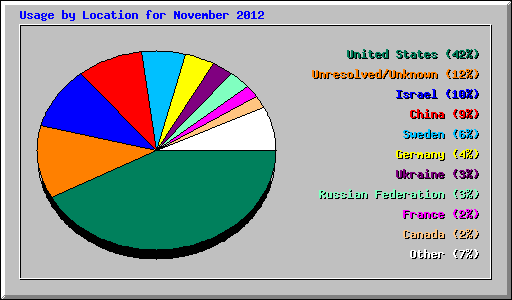 Usage by Location for November 2012
United States (42%)
Unresolved/Unknown (12%)
Israel (10%)
China (9%)
Sweden (6%)
Germany (4%)
Ukraine (3%)
Russian Federation (3%)
France (2%)
Canada (2%)
Other (7%)